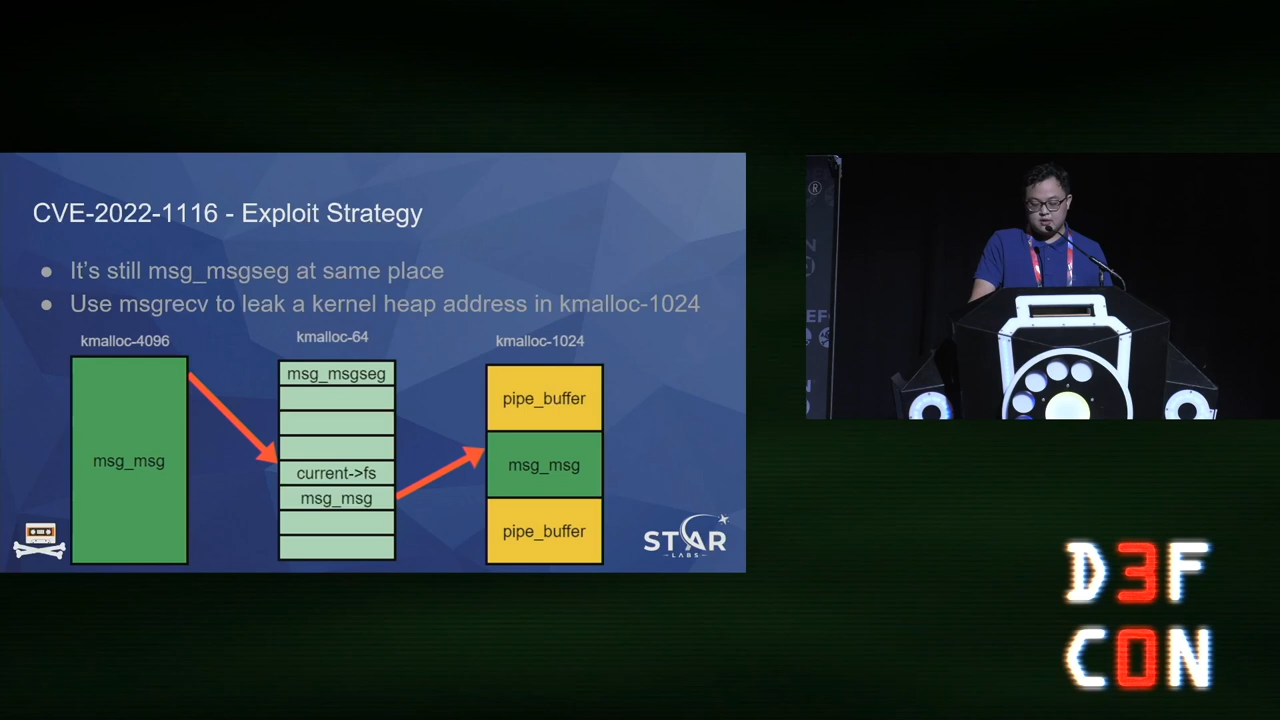 CVE-2022-1116 - Exploit Strategy
● It's still msg_msgseg at same place
● Use msgrecv to leak a kernel heap address in kmalloc-1024
kmalloc-4096
kmalloc-64
kmalloc-1024
msg_msg
msg_msgseg
current->fs
msg_msg
pipe_buffer
msg_msg
pipe_buffer
STAR
-LABS-
®
N
EF
D3F
C0N